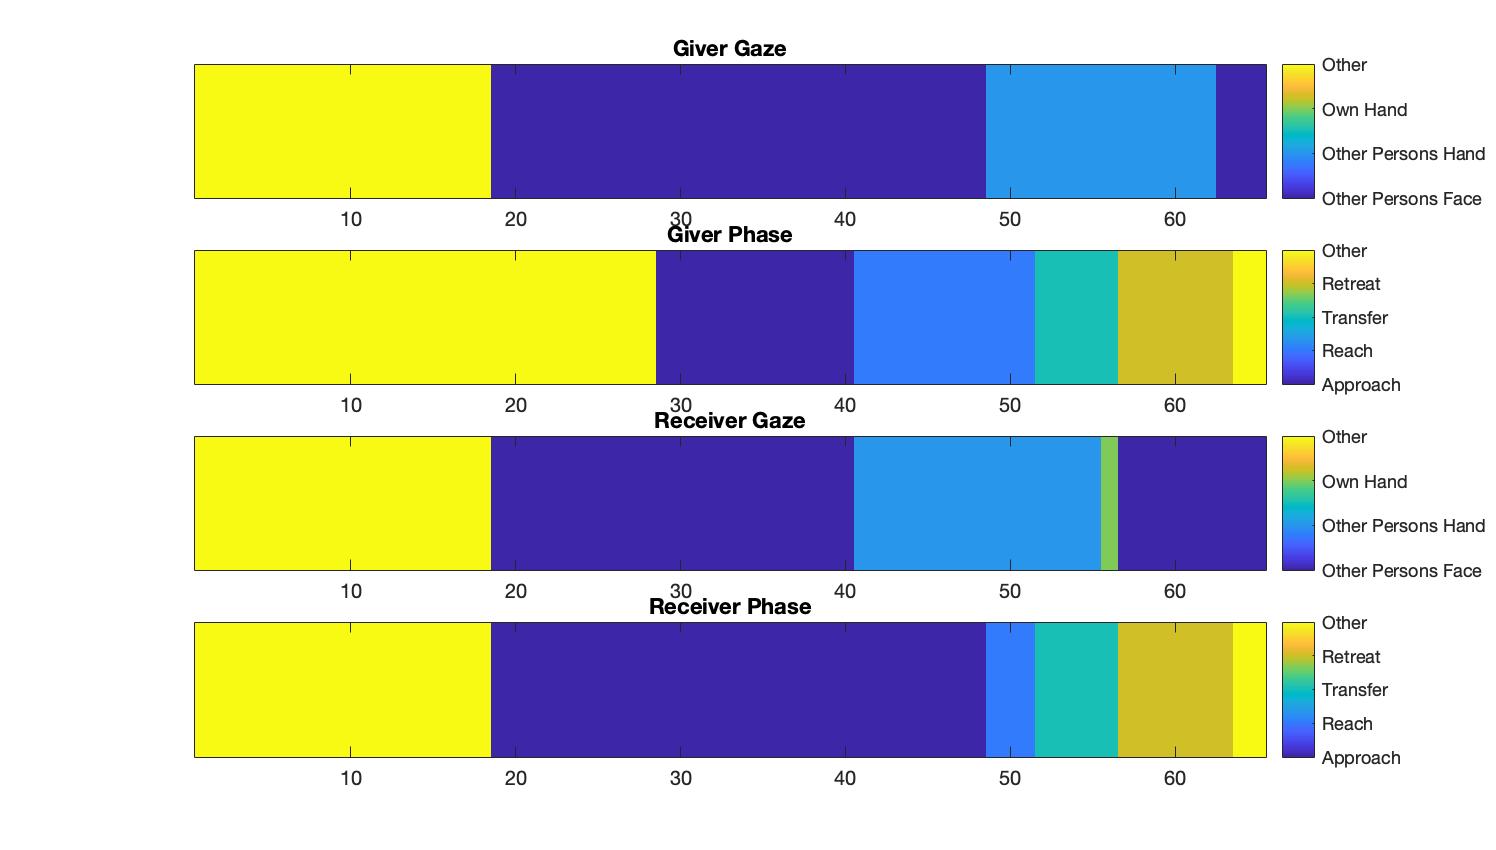 Giver Gaze
Other
Own Hand
Other Persons Hand
Other Persons Face
10 20 30 40 50 60
Giver Phase
Other
Retreat
Transfer
Reach
Approach
10 20 30 40 50 60
Receiver Gaze
Other
Own Hand
Other Persons Hand
Other Persons Face
10 20 30 40 50 60
Receiver Phase
Other
Retreat
Transfer
Reach
Approach
10 20 30 40 50 60